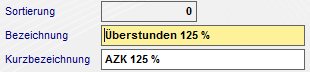 Sortierung 0
Bezeichnung Überstunden 125 %
Kurzbezeichnung AZK 125 %